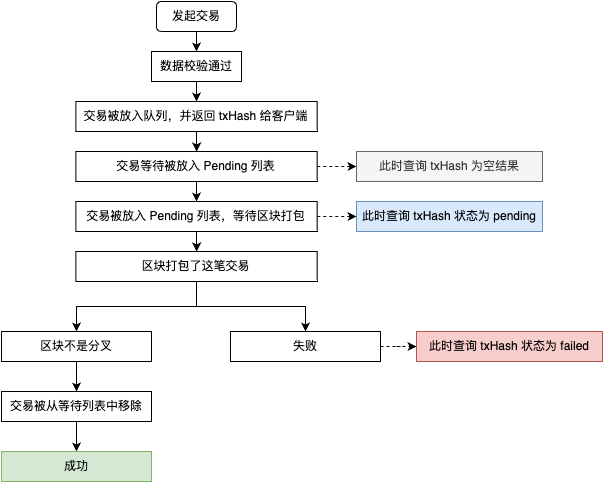 发起交易
数据校验通过
交易被放入队列，并返回 txHash 给客户端
交易等待被放入 Pending 列表
此时查询 txHash 为空结果
交易被放入 Pending 列表，等待区块打包
此时查询 txHash 状态为 pending
区块打包了这笔交易
区块不是分叉
失败
此时查询 txHash 状态为 failed
交易被从等待列表中移除
成功